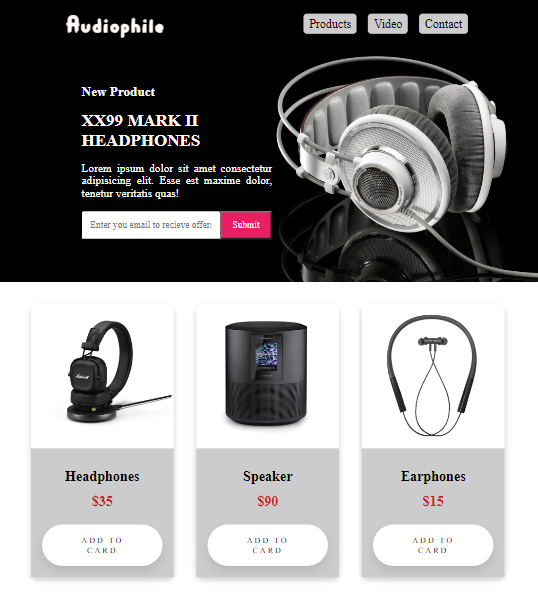 Audiophile
Products Video Contact
New Product
XX99 MARK II
HEADPHONES
Lorem ipsum dolor sit amet consectetur
adipisicing elit. Esse est maxime dolor,
tenetur veritatis quas!
Enter you email to recieve offers Submit
Marshall
Headphones
$35
ADD TO
CARD
Speaker
$90
ADD TO
CARD
Earphones
$15
ADD TO
CARD